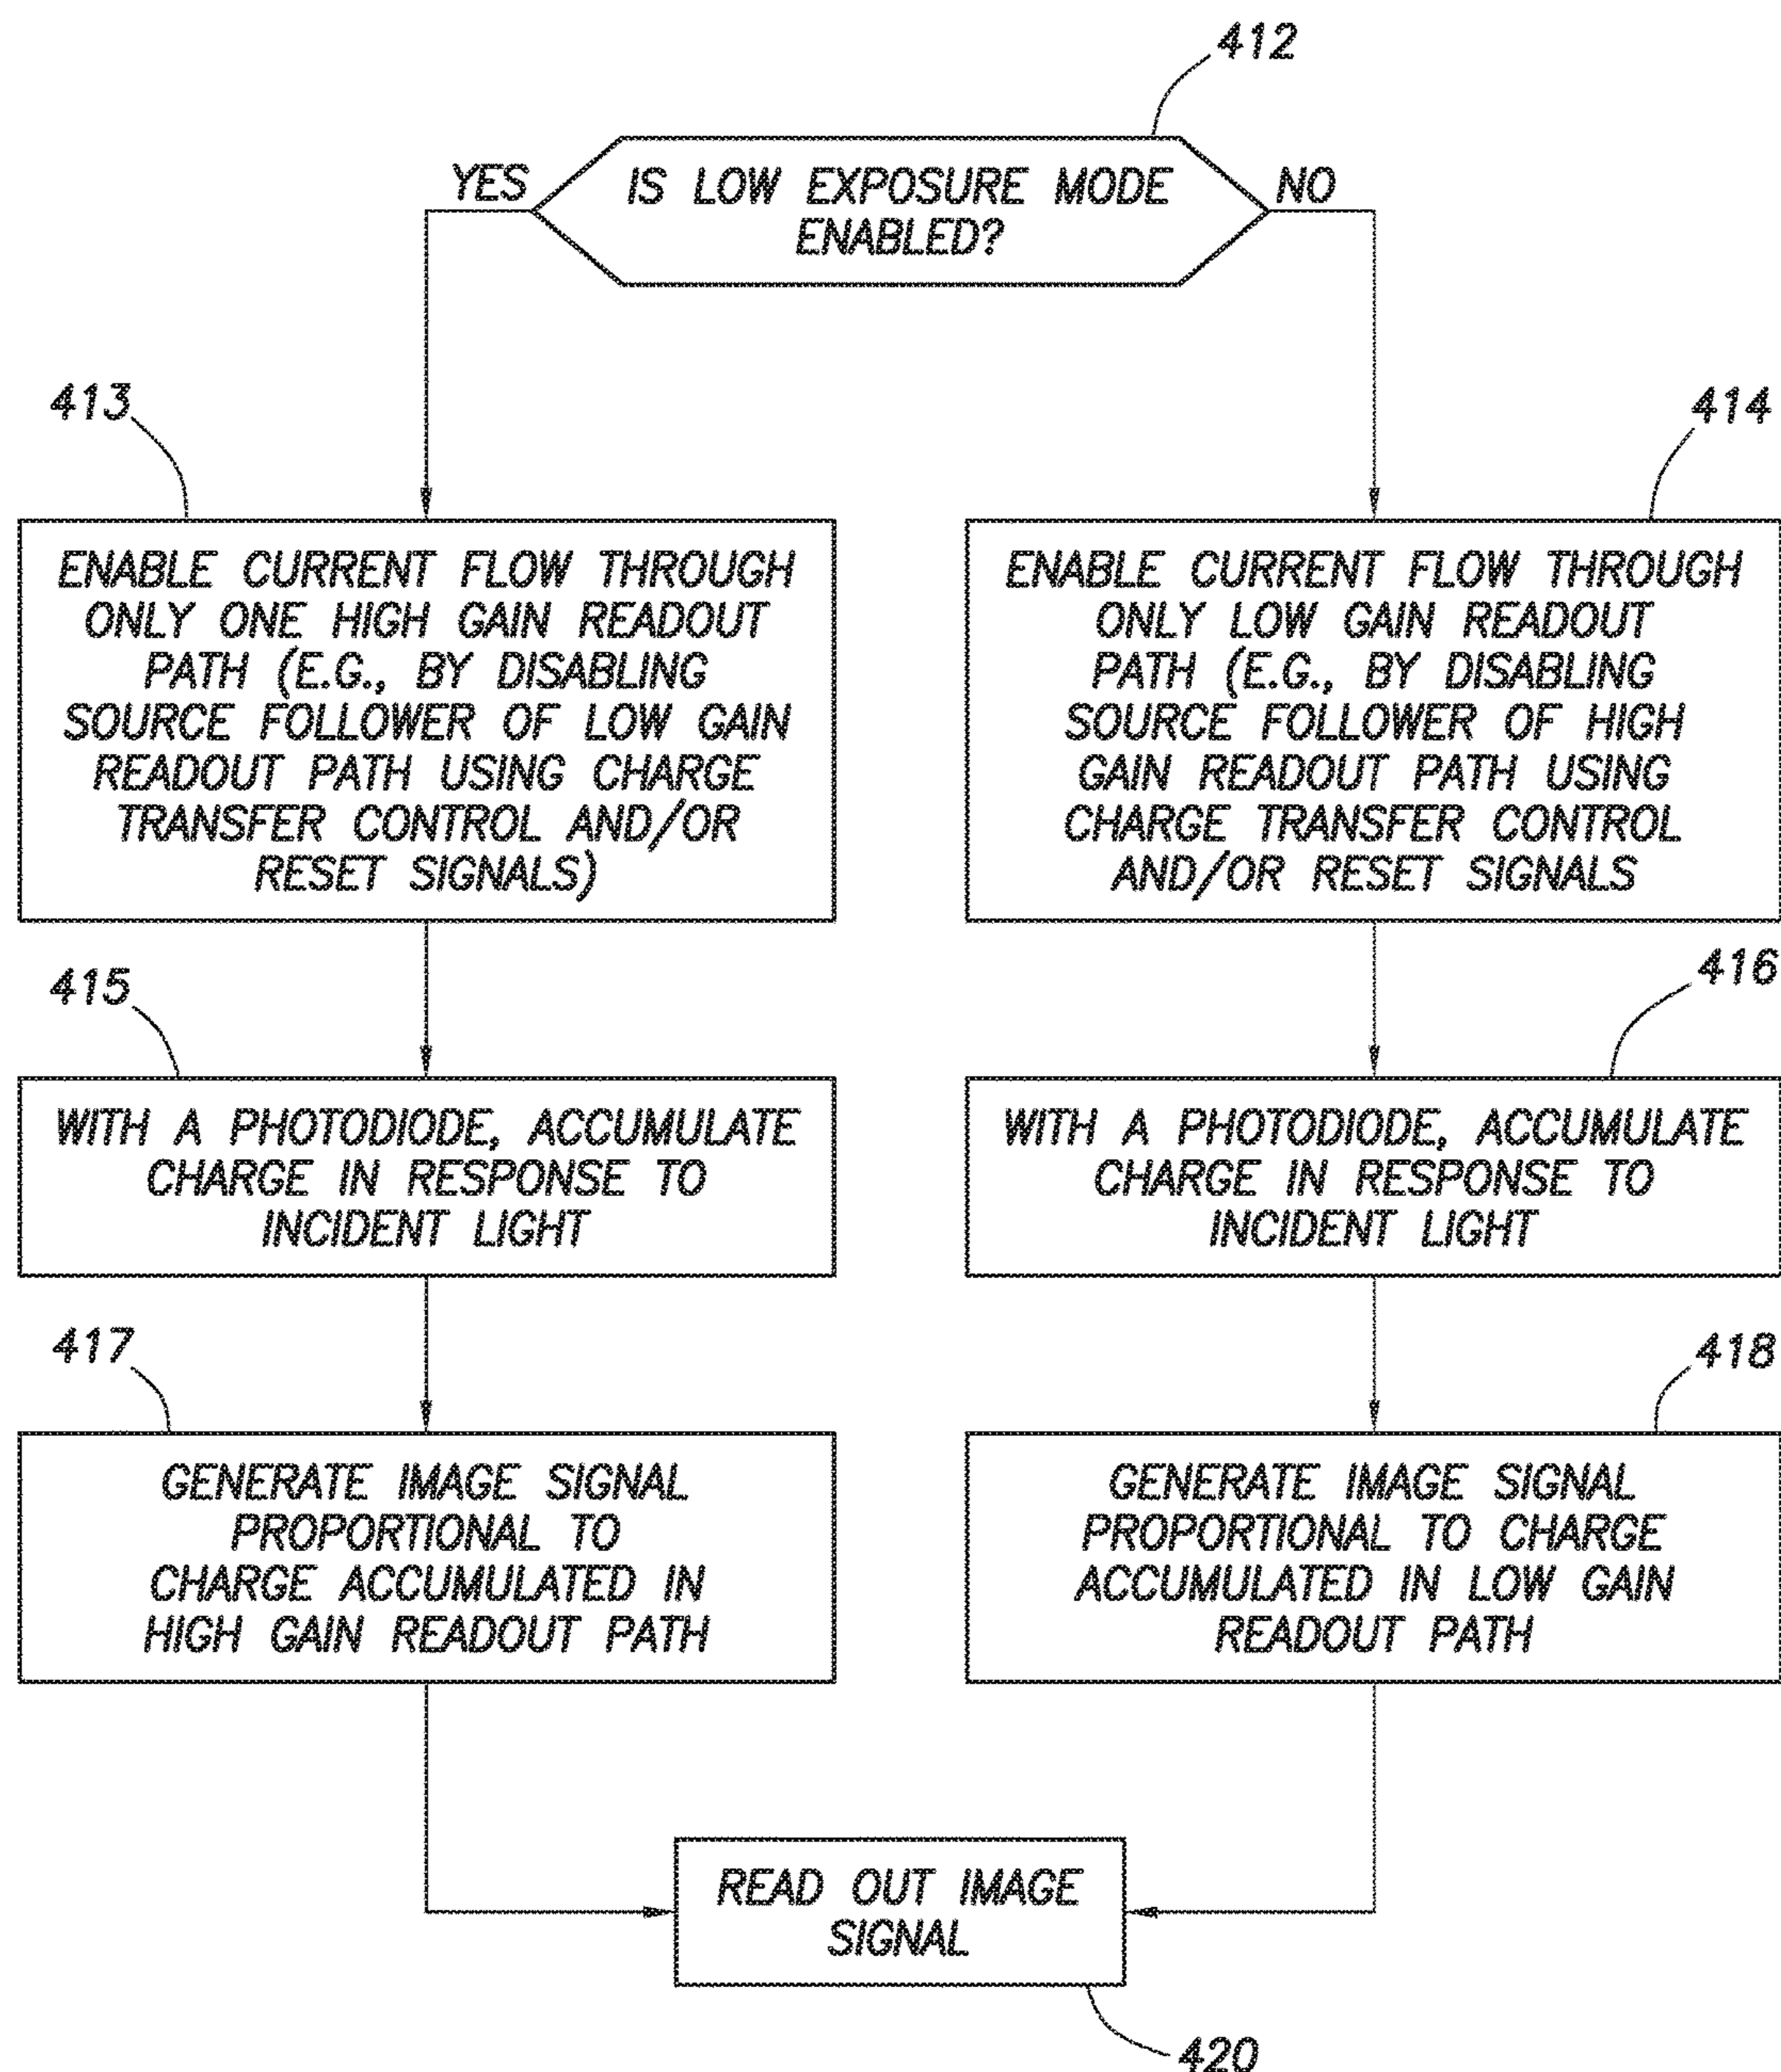 412
YES
IS LOW EXPOSURE MODE
ENABLED?
NO
413
ENABLE CURRENT FLOW THROUGH
ONLY ONE HIGH GAIN READOUT
PATH (E.G., BY DISABLING
SOURCE FOLLOWER OF LOW GAIN
READOUT PATH USING CHARGE
TRANSFER CONTROL AND/OR
RESET SIGNALS)
414
ENABLE CURRENT FLOW THROUGH
ONLY LOW GAIN READOUT
PATH (E.G., BY DISABLING
SOURCE FOLLOWER OF HIGH
GAIN READOUT PATH USING
CHARGE TRANSFER CONTROL
AND/OR RESET SIGNALS
415
WITH A PHOTODIODE, ACCUMULATE
CHARGE IN RESPONSE TO
INCIDENT LIGHT
416
WITH A PHOTODIODE, ACCUMULATE
CHARGE IN RESPONSE TO
INCIDENT LIGHT
417
GENERATE IMAGE SIGNAL
PROPORTIONAL TO
CHARGE ACCUMULATED IN
HIGH GAIN READOUT PATH
418
GENERATE IMAGE SIGNAL
PROPORTIONAL TO CHARGE
ACCUMULATED IN LOW GAIN
READOUT PATH
READ OUT IMAGE
SIGNAL
420